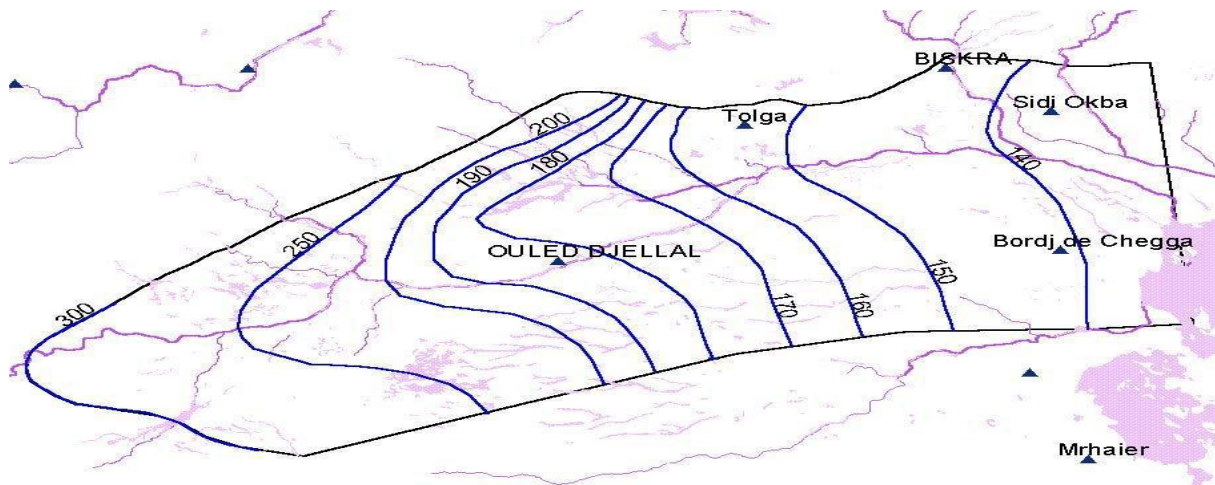 BISKRA
Sidi Okba
Tolga
200
190
180
140
250
OULED DJELLAL
Bordj de Chegga
150
300
170
160
Mrhaier